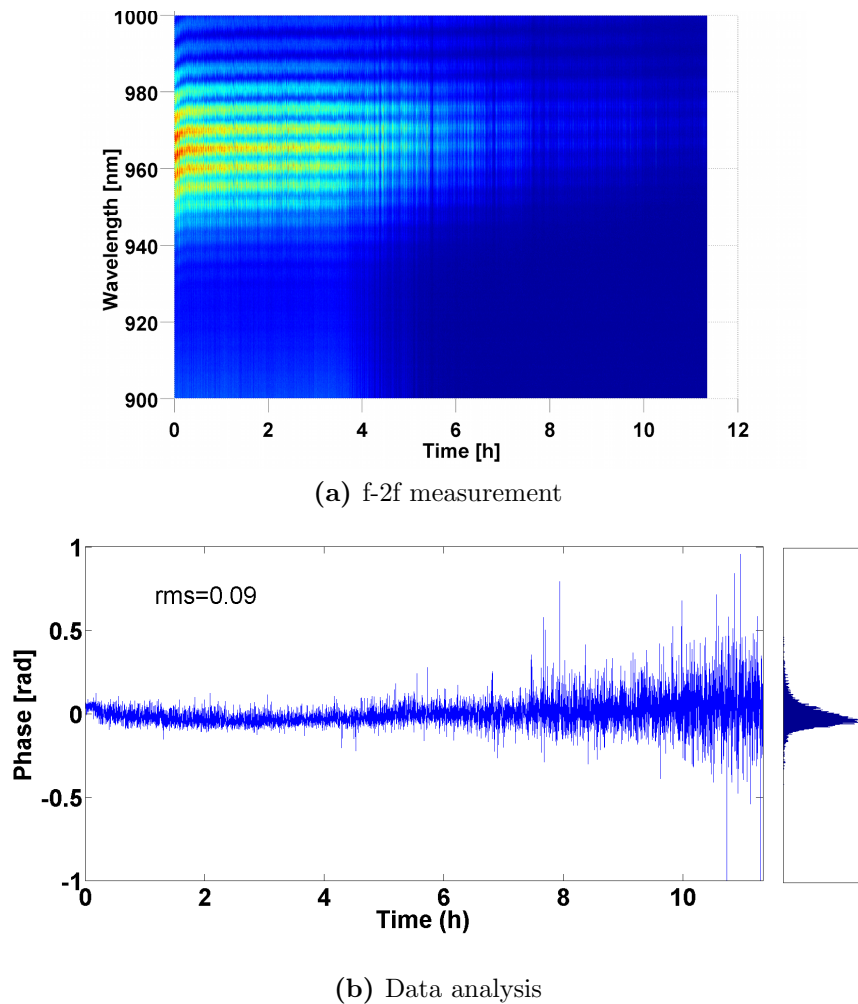 1000
980
960
940
920
900
Wavelength [nm]
0 2 4 6 8 10 12
Time [h]
(a) f-2f measurement
1
0.5
0
-0.5
-1
Phase [rad]
rms=0.09
0 2 4 6 8 10
Time (h)
(b) Data analysis